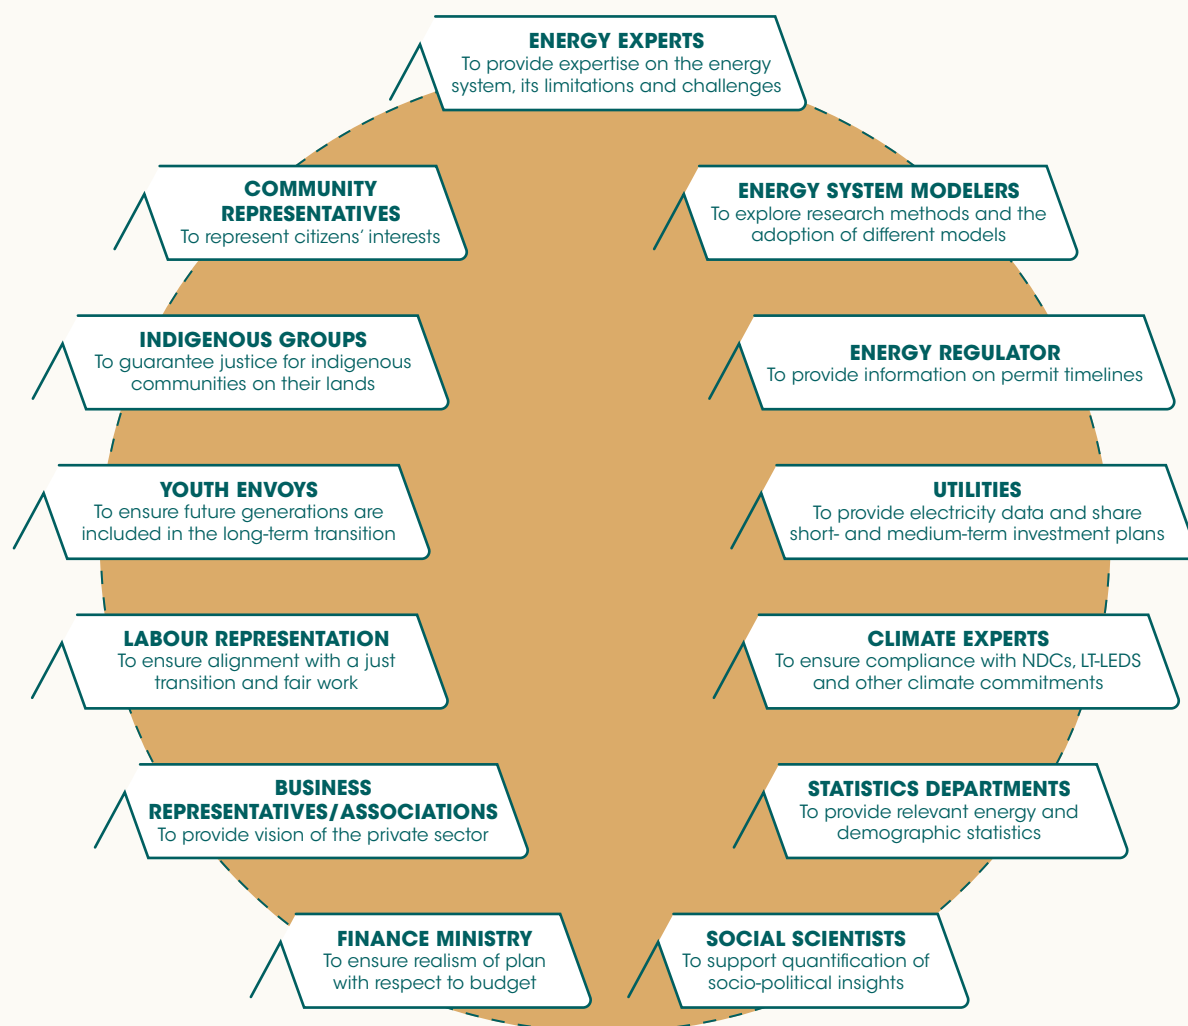 ENERGY EXPERTS
To provide expertise on the energy
system, its limitations and challenges
COMMUNITY
REPRESENTATIVES
To represent citizens’ interests
ENERGY SYSTEM MODELERS
To explore research methods and the
adoption of different models
INDIGENOUS GROUPS
To guarantee justice for indigenous
communities on their lands
ENERGY REGULATOR
To provide information on permit timelines
YOUTH ENVOYS
To ensure future generations are
included in the long-term transition
UTILITIES
To provide electricity data and share
short- and medium-term investment plans
LABOUR REPRESENTATION
To ensure alignment with a just
transition and fair work
CLIMATE EXPERTS
To ensure compliance with NDCs, LT-LEDS
and other climate commitments
BUSINESS
REPRESENTATIVES/ASSOCIATIONS
To provide vision of the private sector
STATISTICS DEPARTMENTS
To provide relevant energy and
demographic statistics
FINANCE MINISTRY
To ensure realism of plan
with respect to budget
SOCIAL SCIENTISTS
To support quantification of
socio-political insights